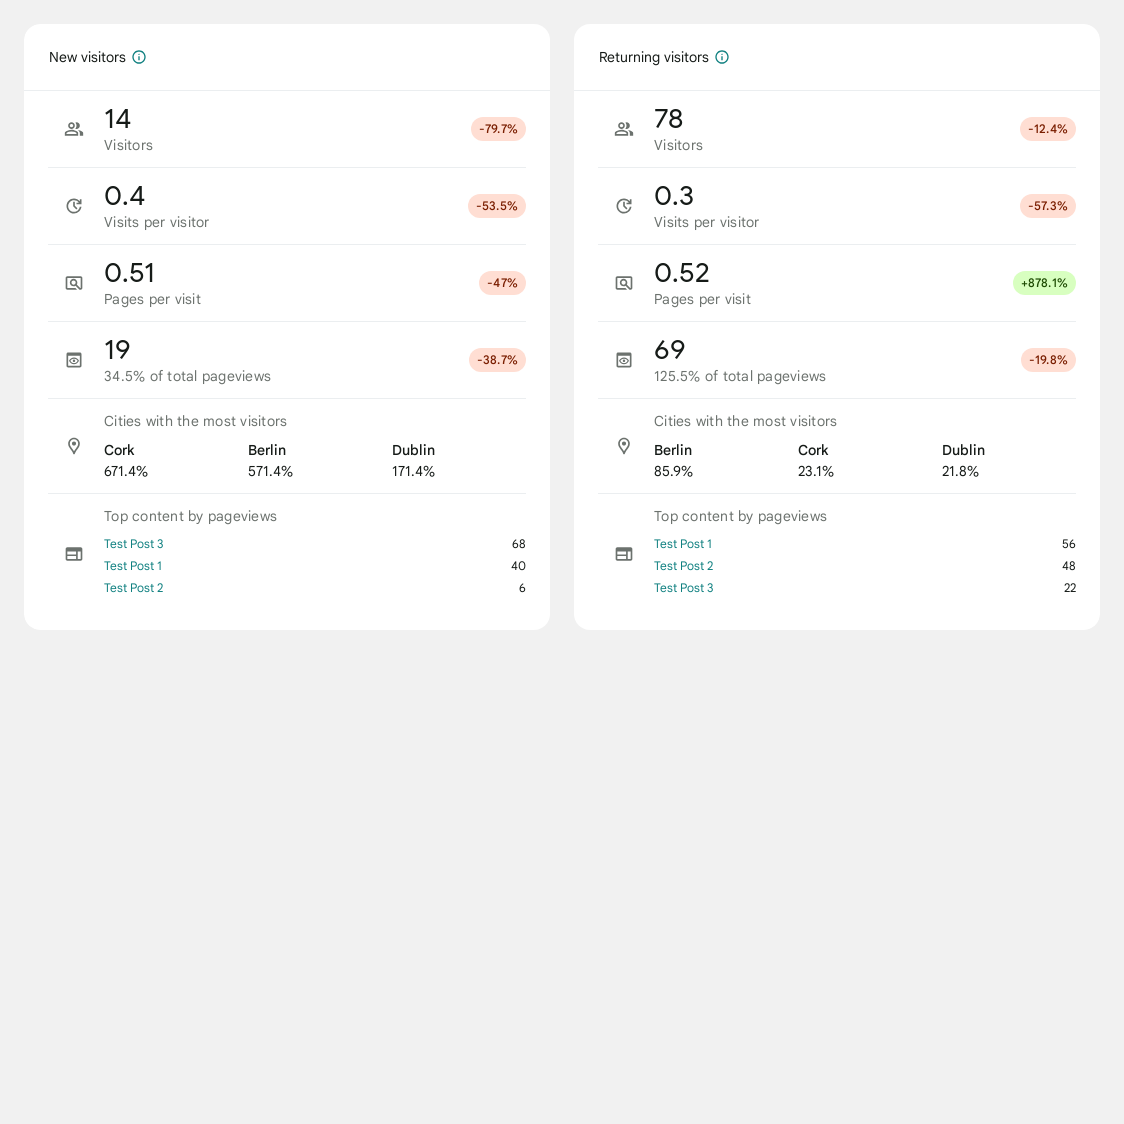 New visitors
14
Visitors
-79.7%
0.4
Visits per visitor
-53.5%
0.51
Pages per visit
-47%
19
34.5% of total pageviews
-38.7%
Cities with the most visitors
Cork Berlin Dublin
671.4% 571.4% 171.4%
Top content by pageviews
Test Post 3 68
Test Post 1 40
Test Post 2 6
Returning visitors
78
Visitors
-12.4%
0.3
Visits per visitor
-57.3%
0.52
Pages per visit
+878.1%
69
125.5% of total pageviews
-19.8%
Cities with the most visitors
Berlin Cork Dublin
85.9% 23.1% 21.8%
Top content by pageviews
Test Post 1 56
Test Post 2 48
Test Post 3 22